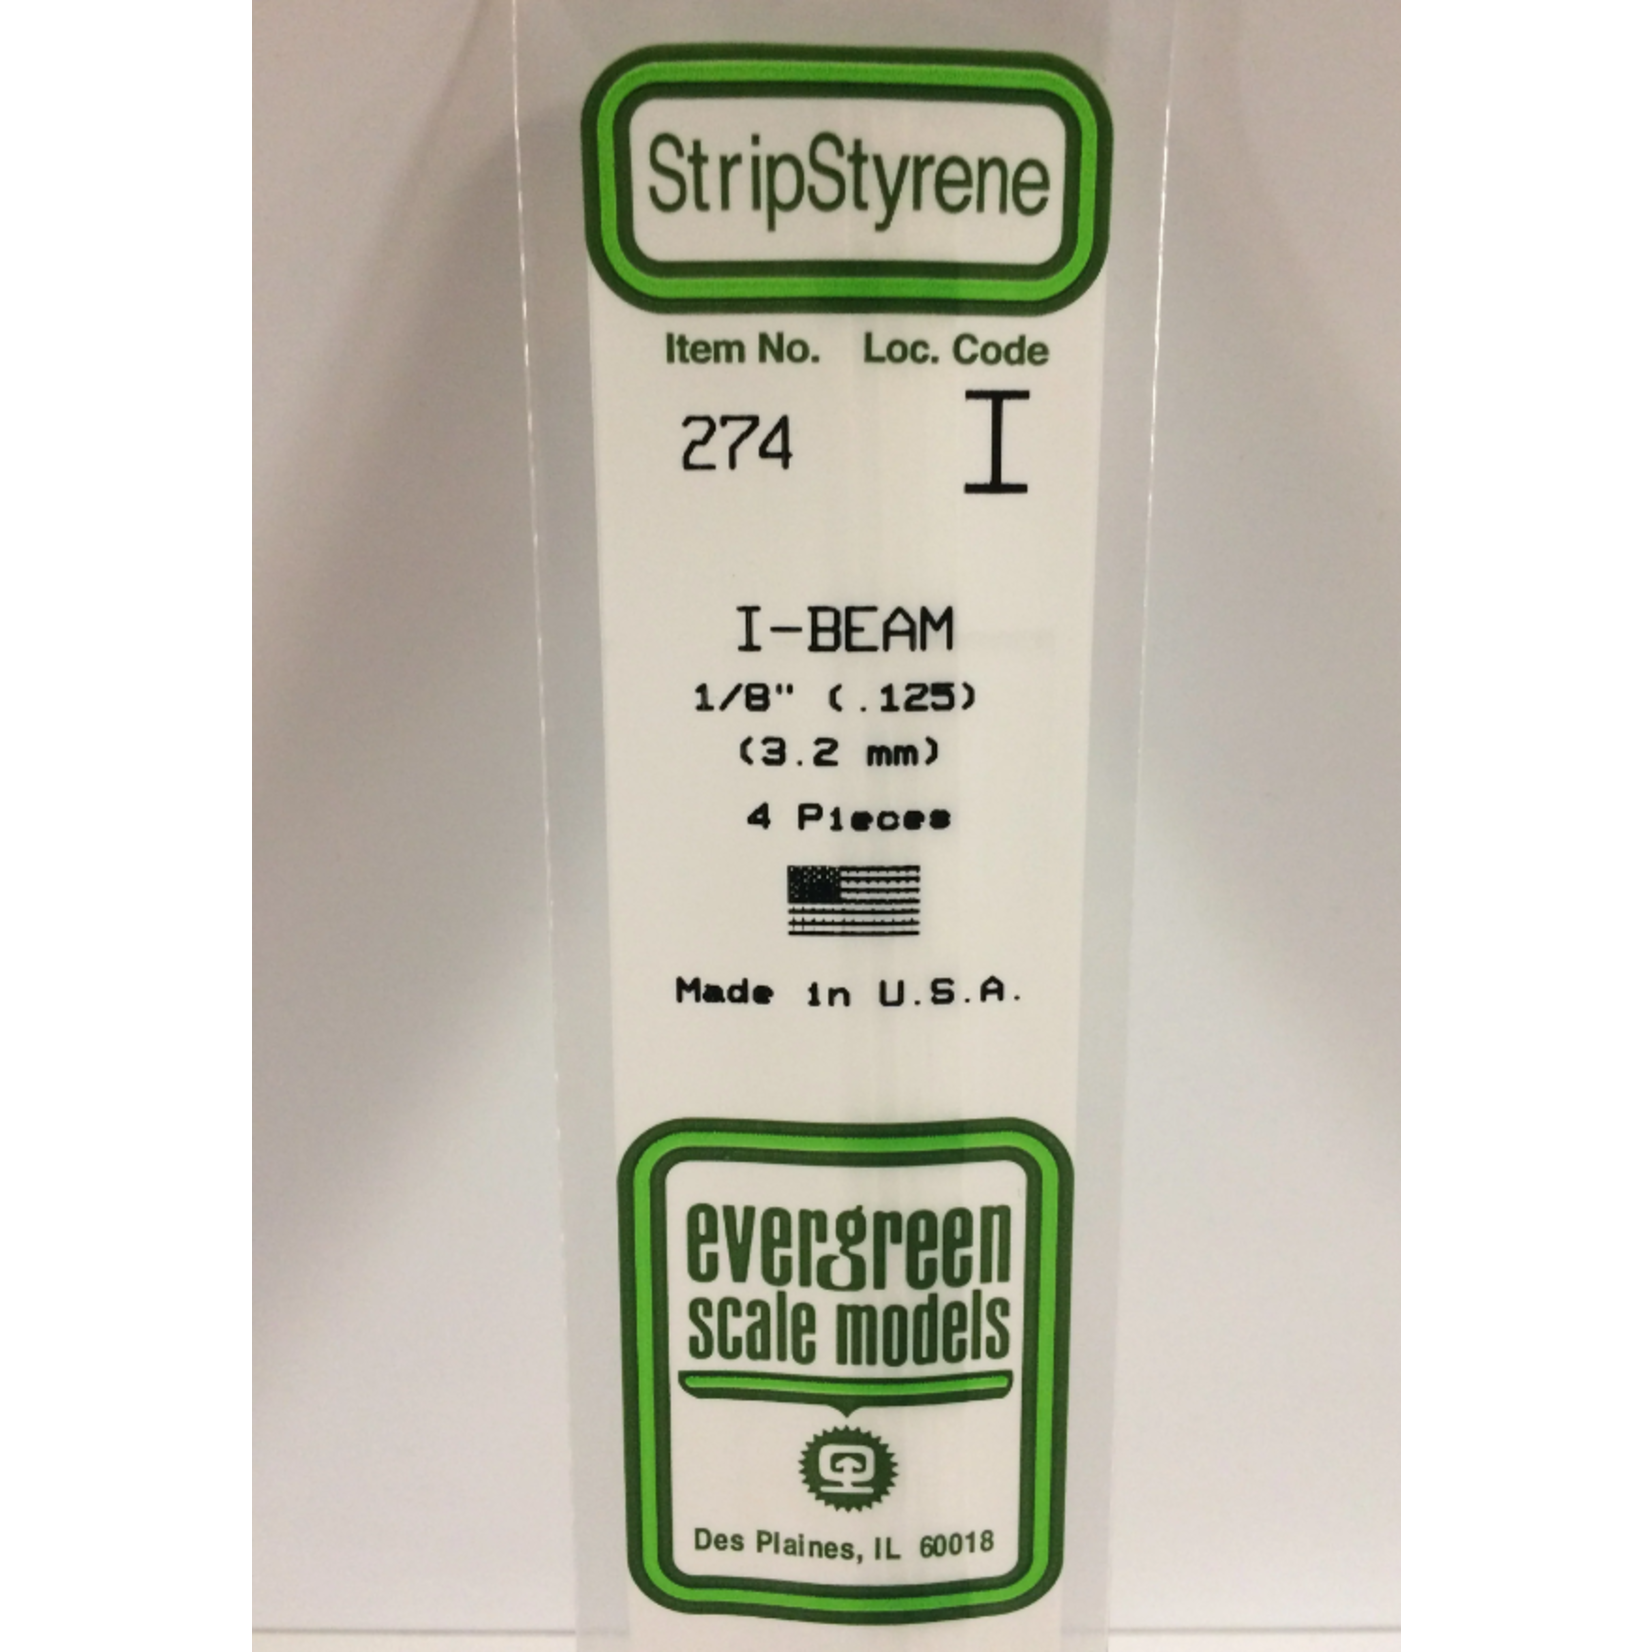 StripStyrene
Item No. Loc. Code
274 I
I-BEAM
1/8" (.125)
(3.2 mm)
4 Pieces
Made in U.S.A.
evergreen
scale models
Des Plaines, IL 60018